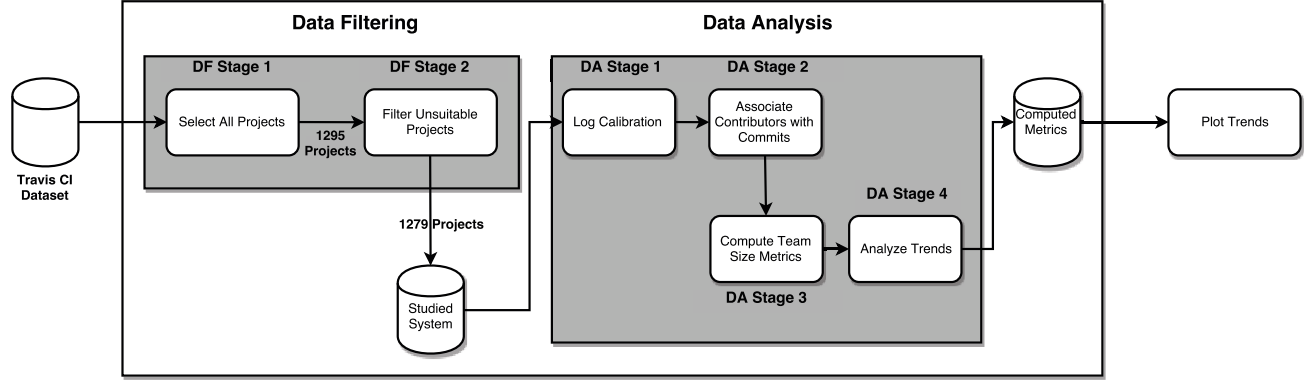 Data Filtering
Data Analysis
DF Stage 1
DF Stage 2
DA Stage 1
DA Stage 2
Travis CI
Dataset
Select All Projects
1295
Projects
Filter Unsuitable
Projects
1279 Projects
Studied
System
Log Calibration
Associate
Contributors with
Commits
Compute Team
Size Metrics
DA Stage 3
DA Stage 4
Analyze Trends
Computed
Metrics
Plot Trends